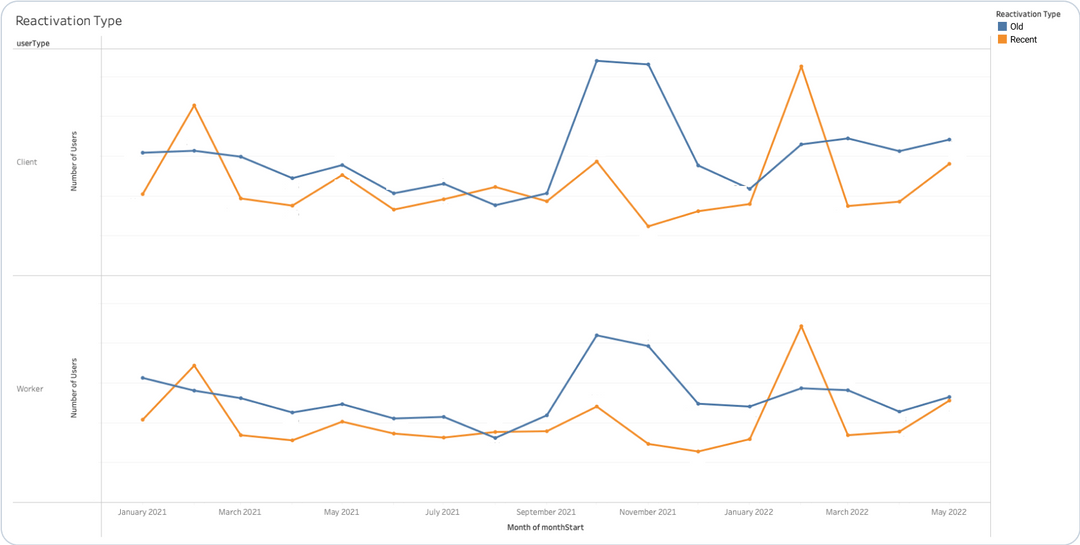 Reactivation Type
Reactivation Type
Old
Recent
userType
Client
Number of Users
Worker
Number of Users
January 2021 March 2021 May 2021 July 2021 September 2021 November 2021 January 2022 March 2022 May 2022
Month of monthStart